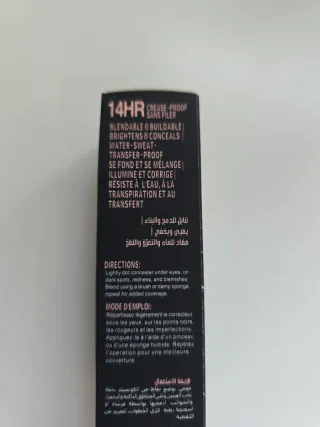 14HR CREASE-PROOF
SANS FILER
BLENDABLE & BUILDABLE |
BRIGHTENS & CONCEALS |
WATER-SWEAT-
TRANSFER-PROOF
SE FOND ET SE MÉLANGE |
ILLUMINE ET CORRIGE |
RÉSISTE À L'EAU, À LA
TRANSPIRATION ET AU
TRANSFERT
قابل للدمج والبناء |
يضيئ ويخفي |
مضاد للماء والتعرّق والنقل
DIRECTIONS:
Lightly dot concealer under eyes, on
dark spots, redness, and blemishes.
Blend using a brush or damp sponge,
repeat for added coverage.
MODE D'EMPLOI:
Répartissez légèrement le correcteur
sous les yeux, sur les points noirs,
les rougeurs et les imperfections.
Appliquez-le à l'aide d'un pinceau
ou d'une éponge humide. Répétez
l'opération pour une meilleure
couverture.
طريقة الاستعمال: